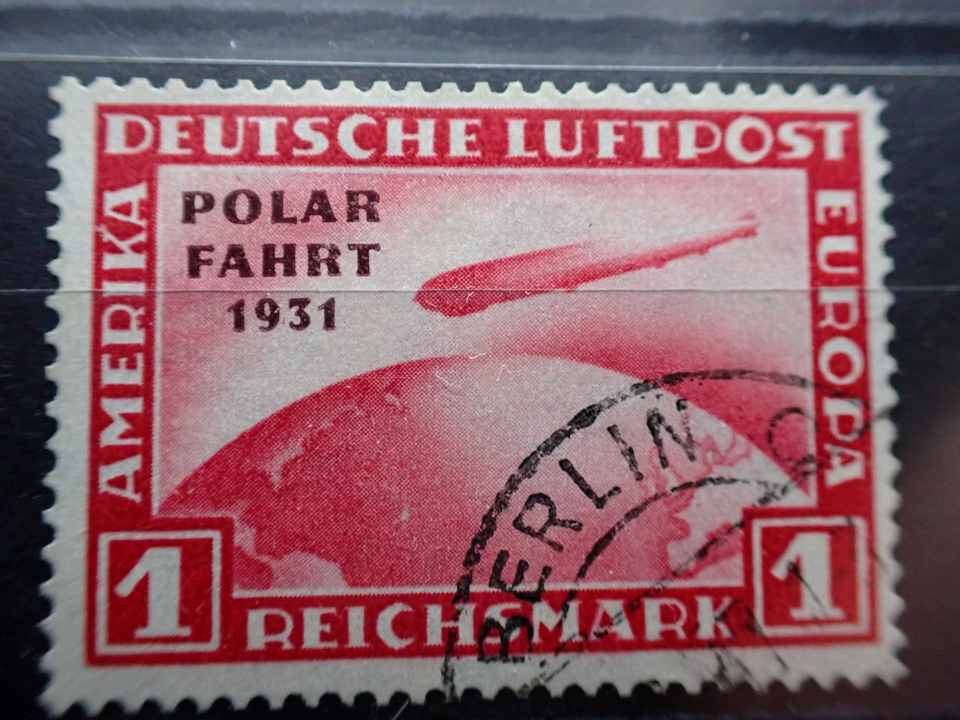 DEUTSCHE LUFTPOST
AMERIKA
EUROPA
POLAR
FAHRT
1931
BERLIN
1
REICHSMARK
1